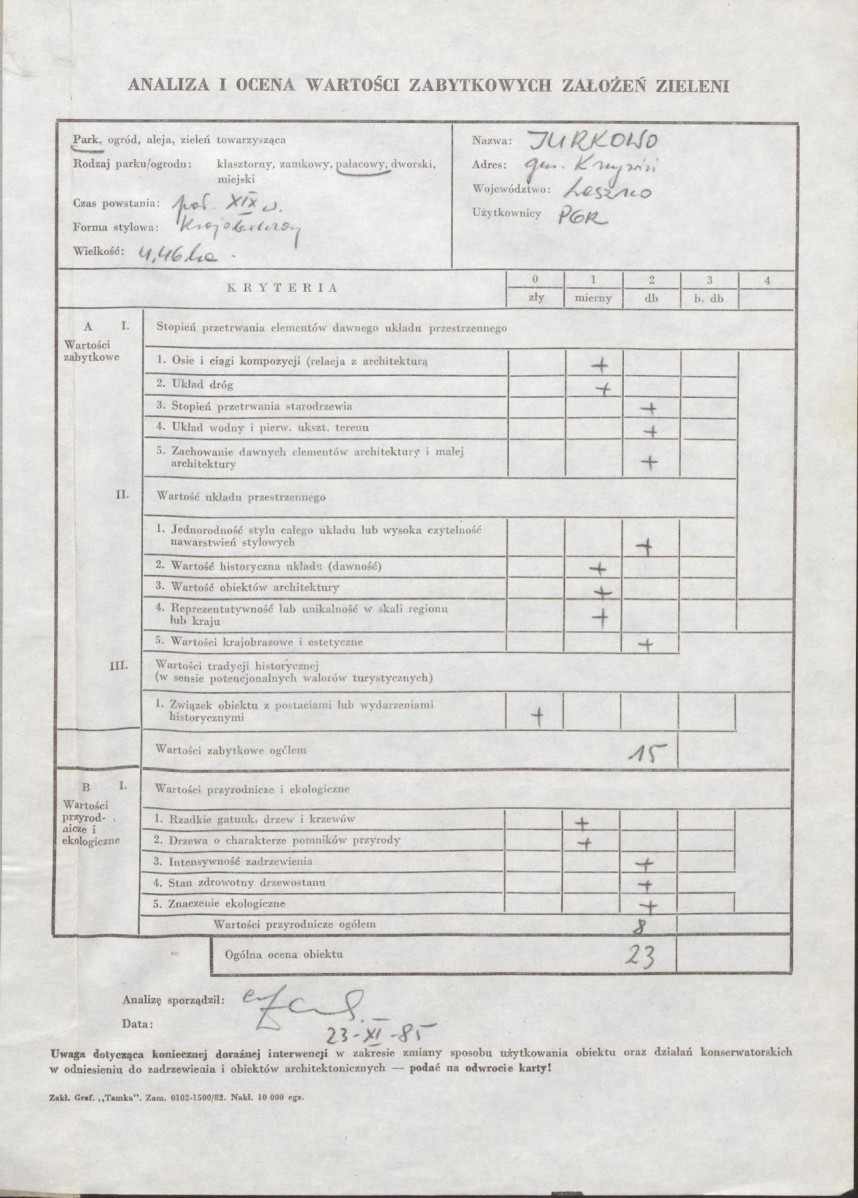 ANALIZA I OCENA WARTOŚCI ZABYTKOWYCH ZAŁOŻEŃ ZIELENI
Park, ogród, aleja, zieleń towarzysząca
Rodzaj parku/ogrodu: klasztorny, zamkowy, pałacowy, dworski,
miejski
Czas powstania: poł. XIX w.
Forma stylowa: Krajobrazowy
Wielkość: 4,46 ha.
Nazwa: JURKOWO
Adres: gm. Krzywiń
Województwo: Leszno
Użytkownicy PGR
KRYTERIA
0 1 2 3 4
zły mierny db b. db
A I. Stopień przetrwania elementów dawnego układu przestrzennego
Wartości
zabytkowe
1. Osie i ciągi kompozycji (relacja z architekturą +
2. Układ dróg +
3. Stopień przetrwania starodrzewia +
4. Układ wodny i pierw. ukszt. terenu +
5. Zachowanie dawnych elementów architektury i małej
architektury +
II. Wartość układu przestrzennego
1. Jednorodność stylu całego układu lub wysoka czytelność
nawarstwień stylowych +
2. Wartość historyczna układu (dawność) +
3. Wartość obiektów architektury +
4. Reprezentatywność lub unikalność w skali regionu
lub kraju +
5. Wartości krajobrazowe i estetyczne +
III. Wartości tradycji historycznej
(w sensie potencjonalnych walorów turystycznych)
1. Związek obiektu z postaciami lub wydarzeniami
historycznymi +
Wartości zabytkowe ogólem 15
B I. Wartości przyrodnicze i ekologiczne
Wartości
przyrod-
nicze i
ekologiczne
1. Rzadkie gatunk. drzew i krzewów +
2. Drzewa o charakterze pomników przyrody +
3. Intensywność zadrzewienia +
4. Stan zdrowotny drzewostanu +
5. Znaczenie ekologiczne +
Wartości przyrodnicze ogólem 8
Ogólna ocena obiektu 23
Analizę sporządził:
Data: 23-XI-85
Uwaga dotycząca koniecznej doraźnej interwencji w zakresie zmiany sposobu użytkowania obiektu oraz działań konserwatorskich
w odniesieniu do zadrzewienia i obiektów architektonicznych — podać na odwrocie karty!
Zakł. Graf. „Tamka". Zam. 0102-1500/82. Nakł. 10 000 egz.